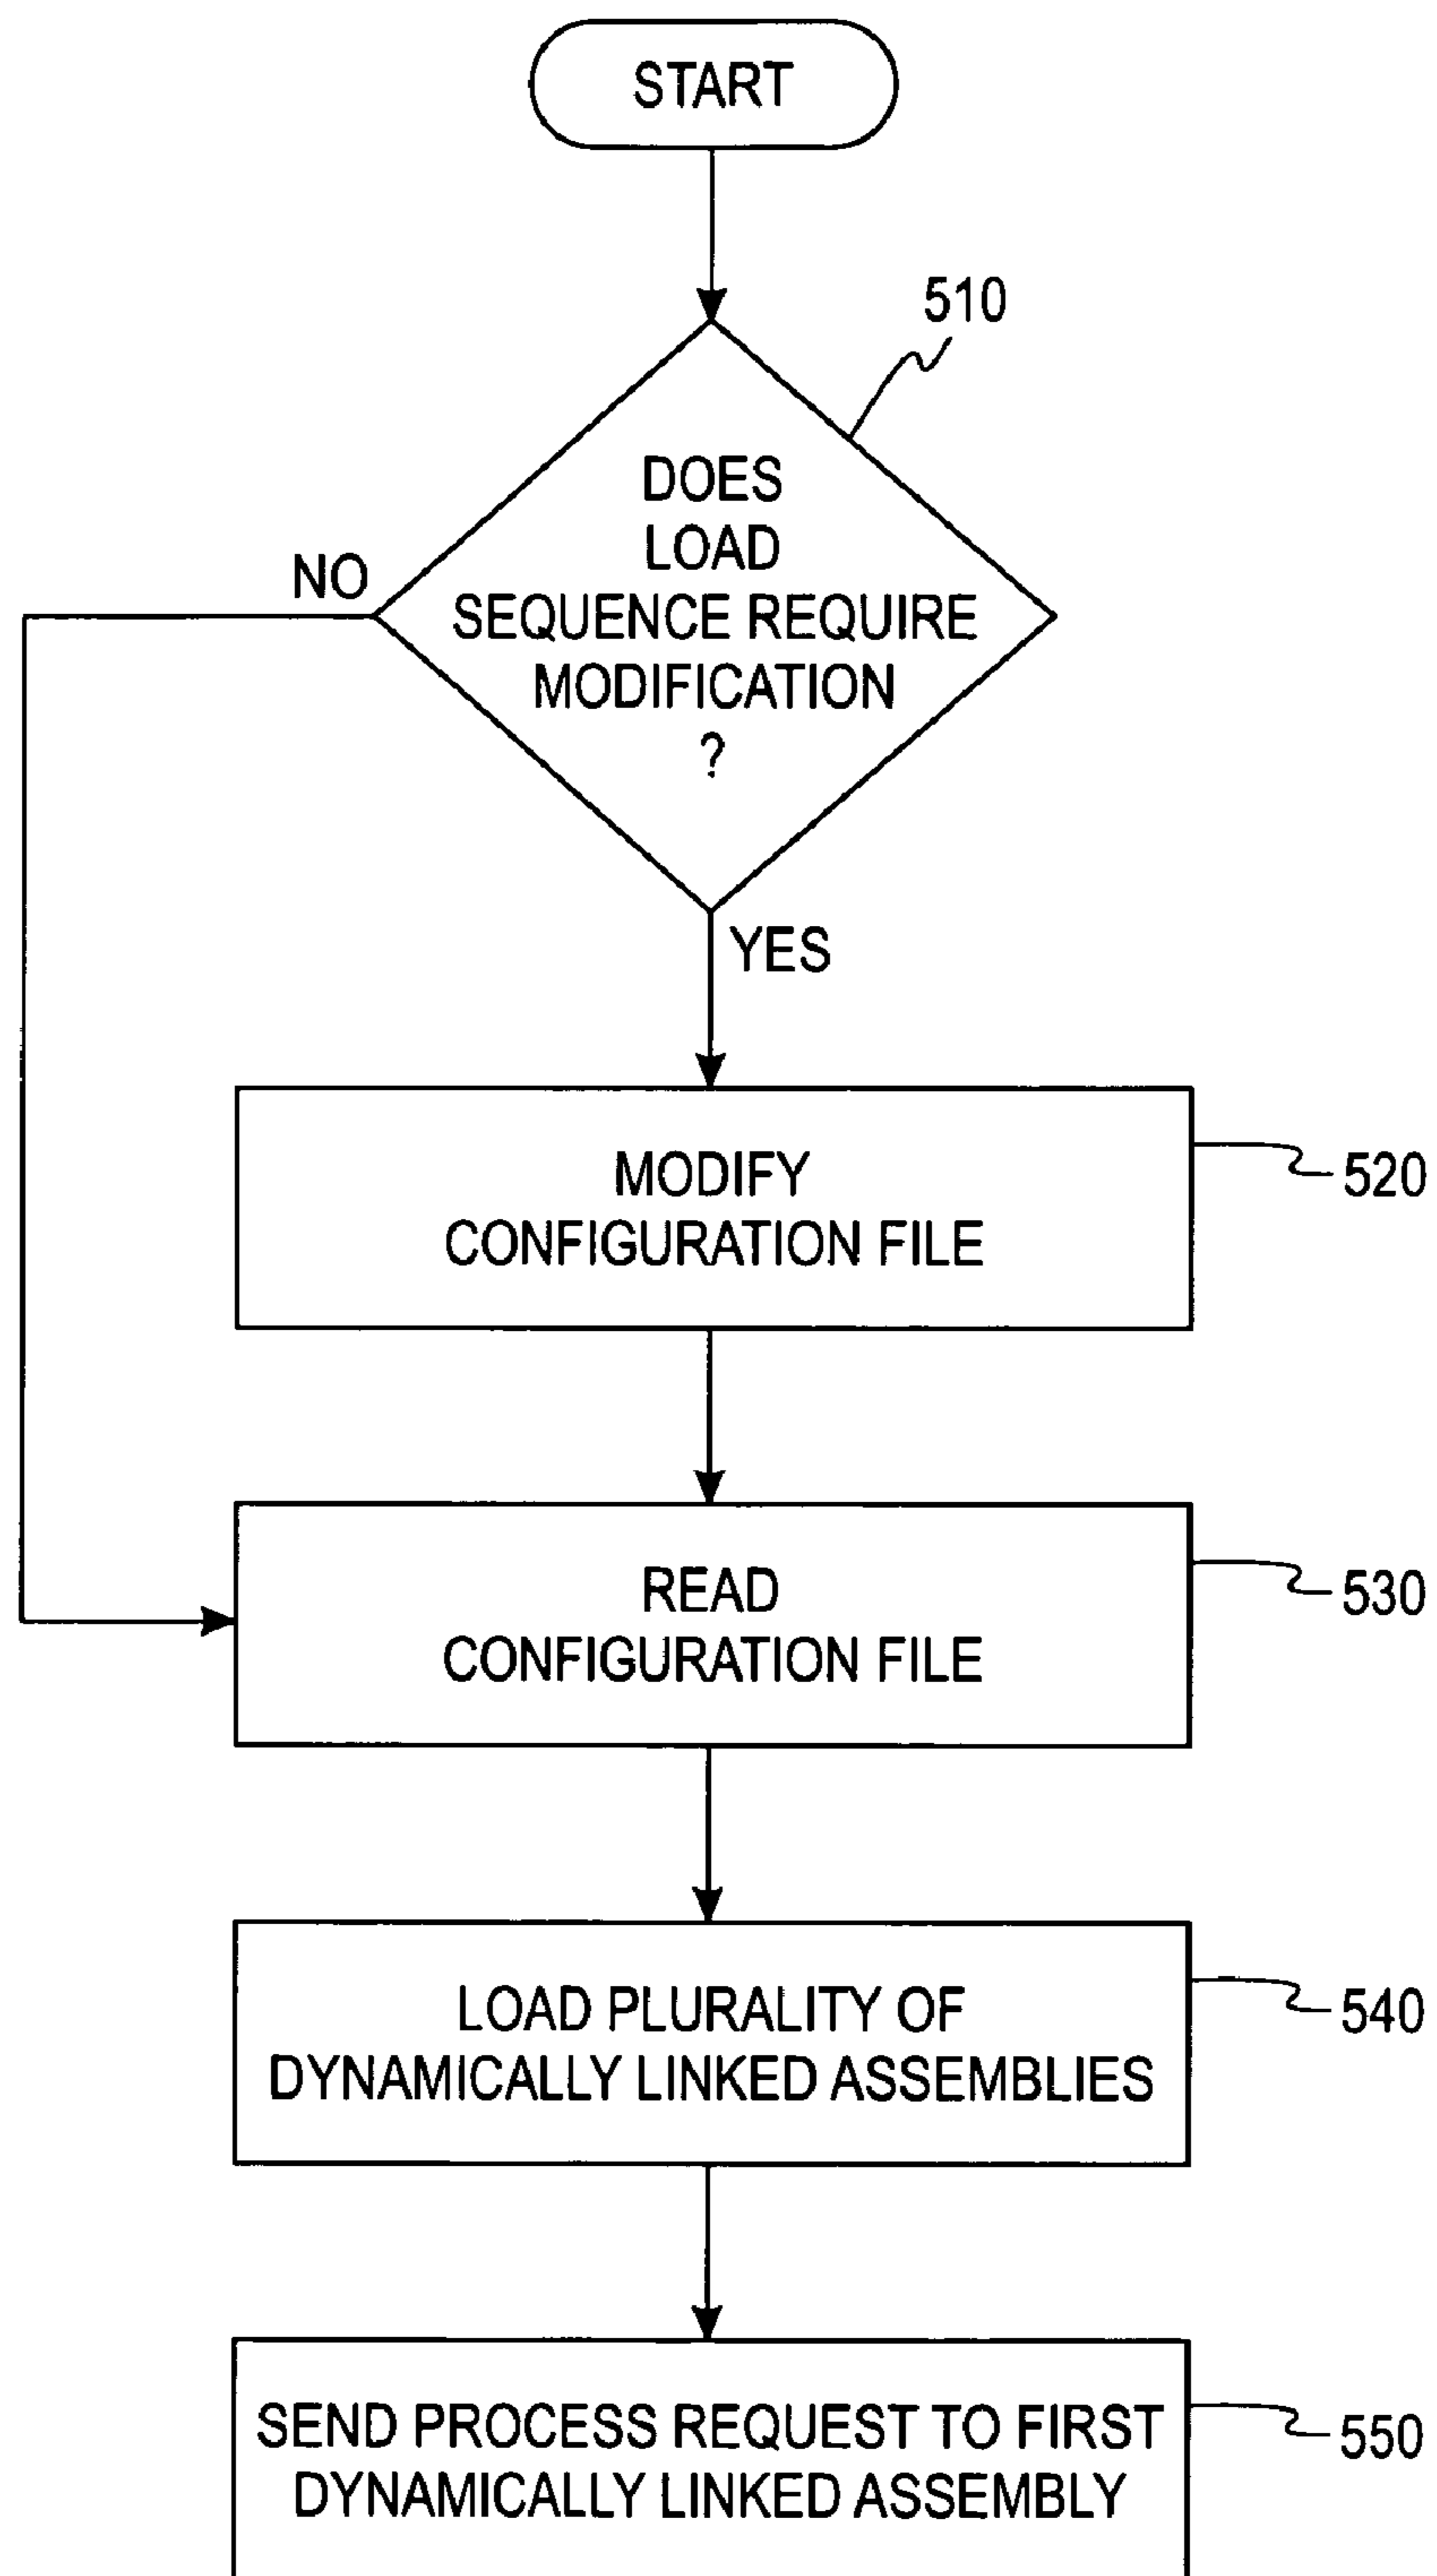 START
510
DOES
LOAD
SEQUENCE REQUIRE
MODIFICATION
?
NO
YES
MODIFY
CONFIGURATION FILE
520
READ
CONFIGURATION FILE
530
LOAD PLURALITY OF
DYNAMICALLY LINKED ASSEMBLIES
540
SEND PROCESS REQUEST TO FIRST
DYNAMICALLY LINKED ASSEMBLY
550